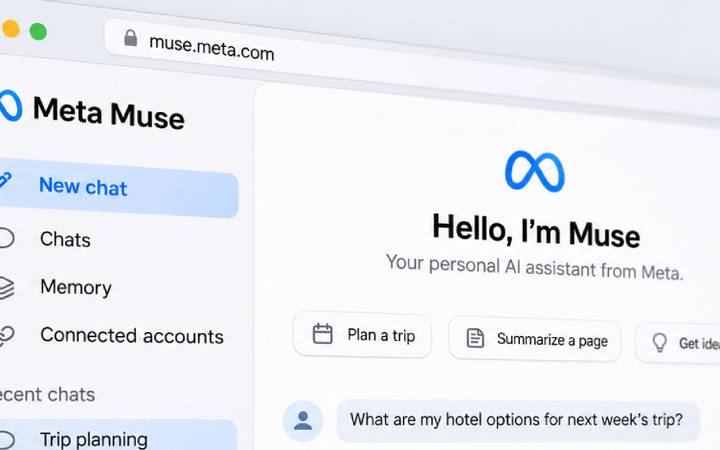 muse.meta.com
Meta Muse
New chat
Chats
Memory
Connected accounts
ecent chats
Trip planning
Hello, I'm Muse
Your personal AI assistant from Meta.
Plan a trip
Summarize a page
Get idea
What are my hotel options for next week's trip?